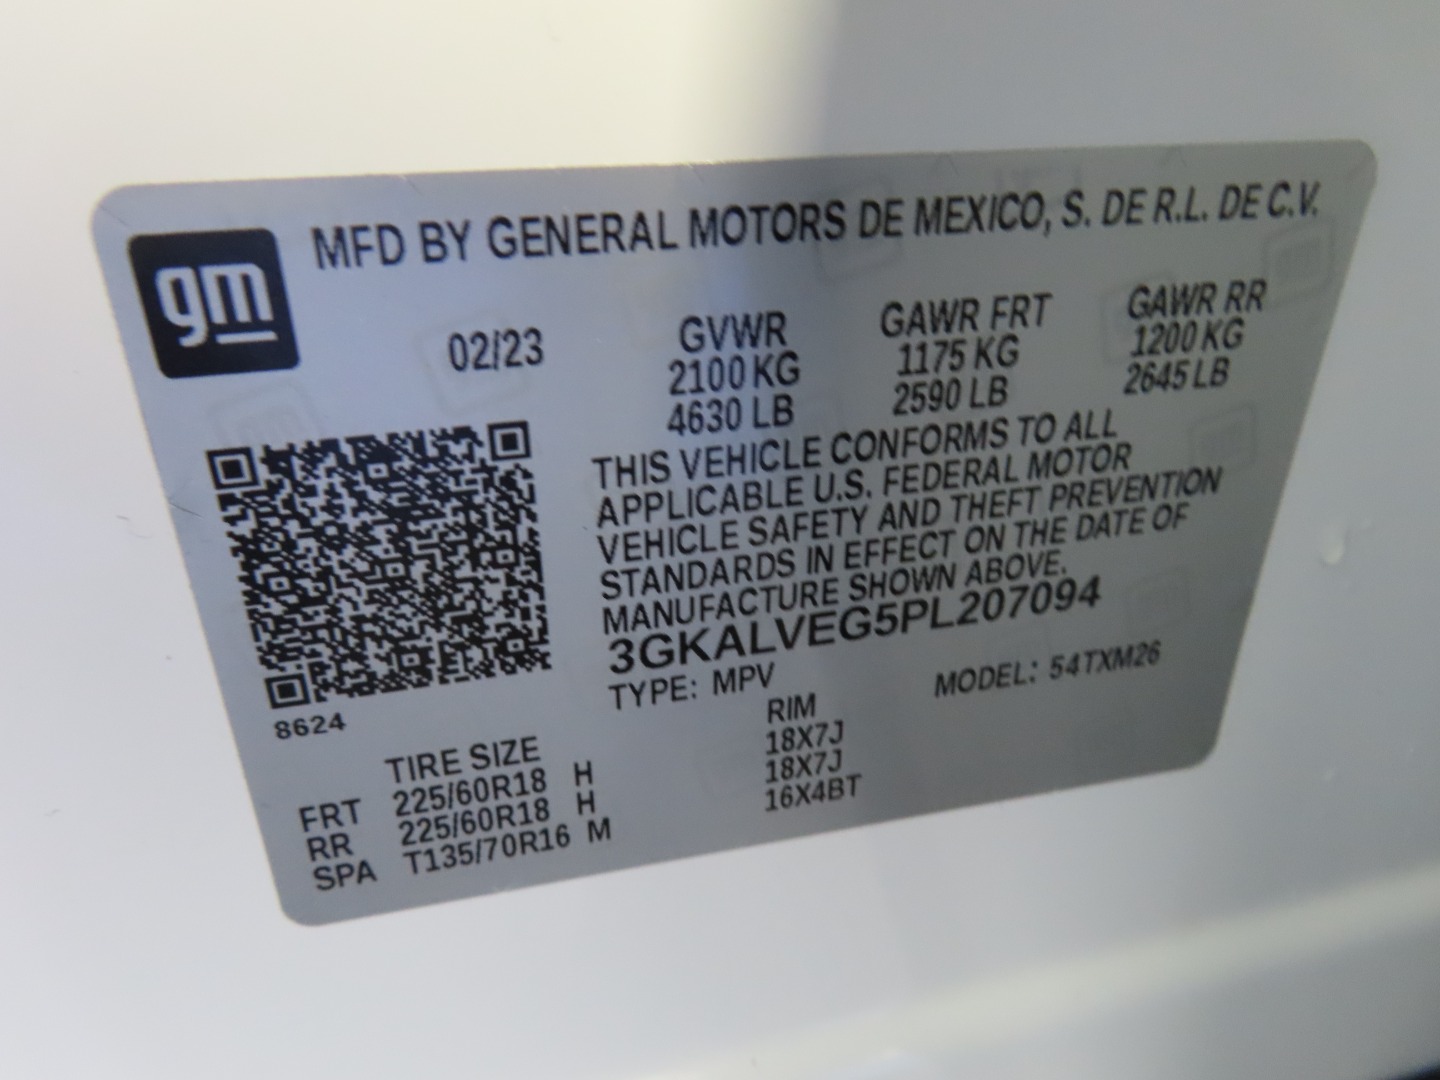 gm
MFD BY GENERAL MOTORS DE MEXICO, S. DE R.L. DE C.V.
02/23
GVWR
2100 KG
4630 LB
GAWR FRT
1175 KG
2590 LB
GAWR RR
1200 KG
2645 LB
THIS VEHICLE CONFORMS TO ALL
APPLICABLE U.S. FEDERAL MOTOR
VEHICLE SAFETY AND THEFT PREVENTION
STANDARDS IN EFFECT ON THE DATE OF
MANUFACTURE SHOWN ABOVE.
3GKALVEG5PL207094
TYPE: MPV MODEL: 54TXM26
8624
TIRE SIZE RIM
FRT 225/60R18 H 18X7J
RR 225/60R18 H 18X7J
SPA T135/70R16 M 16X4BT